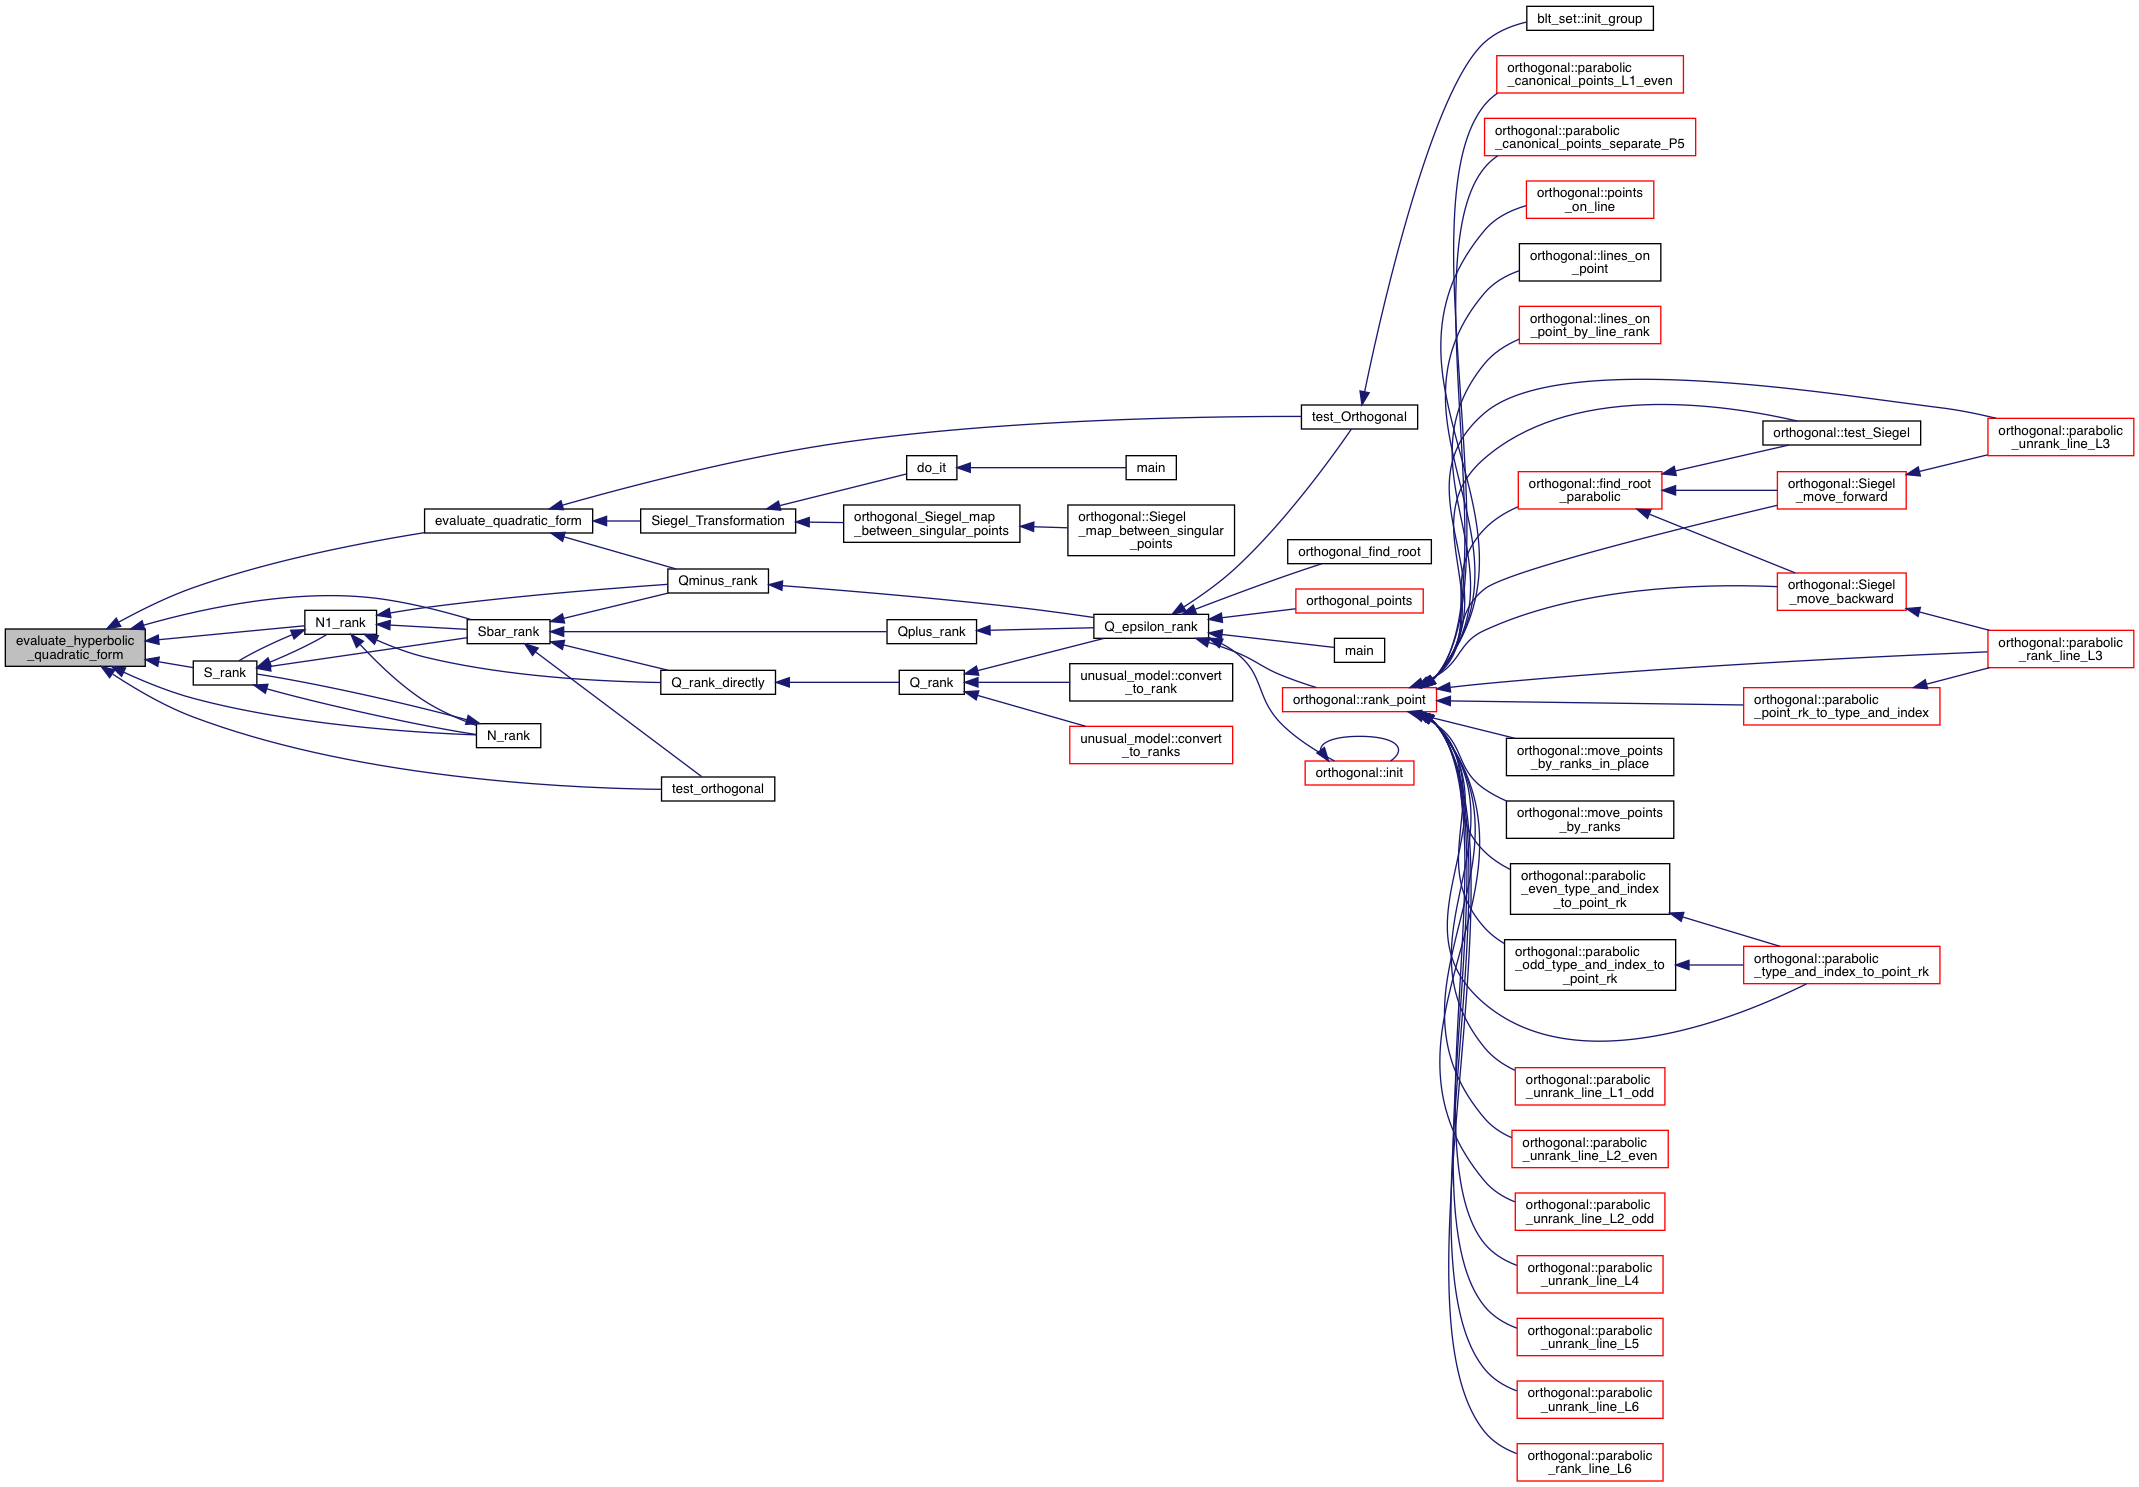 evaluate_hyperbolic
_quadratic_form
evaluate_quadratic_form
N1_rank
S_rank
Sbar_rank
N_rank
test_orthogonal
Siegel_Transformation
Qminus_rank
Q_rank_directly
do_it
main
orthogonal_Siegel_map
_between_singular_points
orthogonal::Siegel
_map_between_singular
_points
Qplus_rank
Q_rank
unusual_model::convert
_to_rank
unusual_model::convert
_to_ranks
Q_epsilon_rank
test_Orthogonal
orthogonal_find_root
orthogonal_points
main
orthogonal::rank_point
orthogonal::init
blt_set::init_group
orthogonal::parabolic
_canonical_points_L1_even
orthogonal::parabolic
_canonical_points_separate_P5
orthogonal::points
_on_line
orthogonal::lines_on
_point
orthogonal::lines_on
_point_by_line_rank
orthogonal::find_root
_parabolic
orthogonal::test_Siegel
orthogonal::Siegel
_move_forward
orthogonal::Siegel
_move_backward
orthogonal::parabolic
_unrank_line_L3
orthogonal::parabolic
_rank_line_L3
orthogonal::parabolic
_point_rk_to_type_and_index
orthogonal::move_points
_by_ranks_in_place
orthogonal::move_points
_by_ranks
orthogonal::parabolic
_even_type_and_index
_to_point_rk
orthogonal::parabolic
_odd_type_and_index_to
_point_rk
orthogonal::parabolic
_type_and_index_to_point_rk
orthogonal::parabolic
_unrank_line_L1_odd
orthogonal::parabolic
_unrank_line_L2_even
orthogonal::parabolic
_unrank_line_L2_odd
orthogonal::parabolic
_unrank_line_L4
orthogonal::parabolic
_unrank_line_L5
orthogonal::parabolic
_unrank_line_L6
orthogonal::parabolic
_rank_line_L6